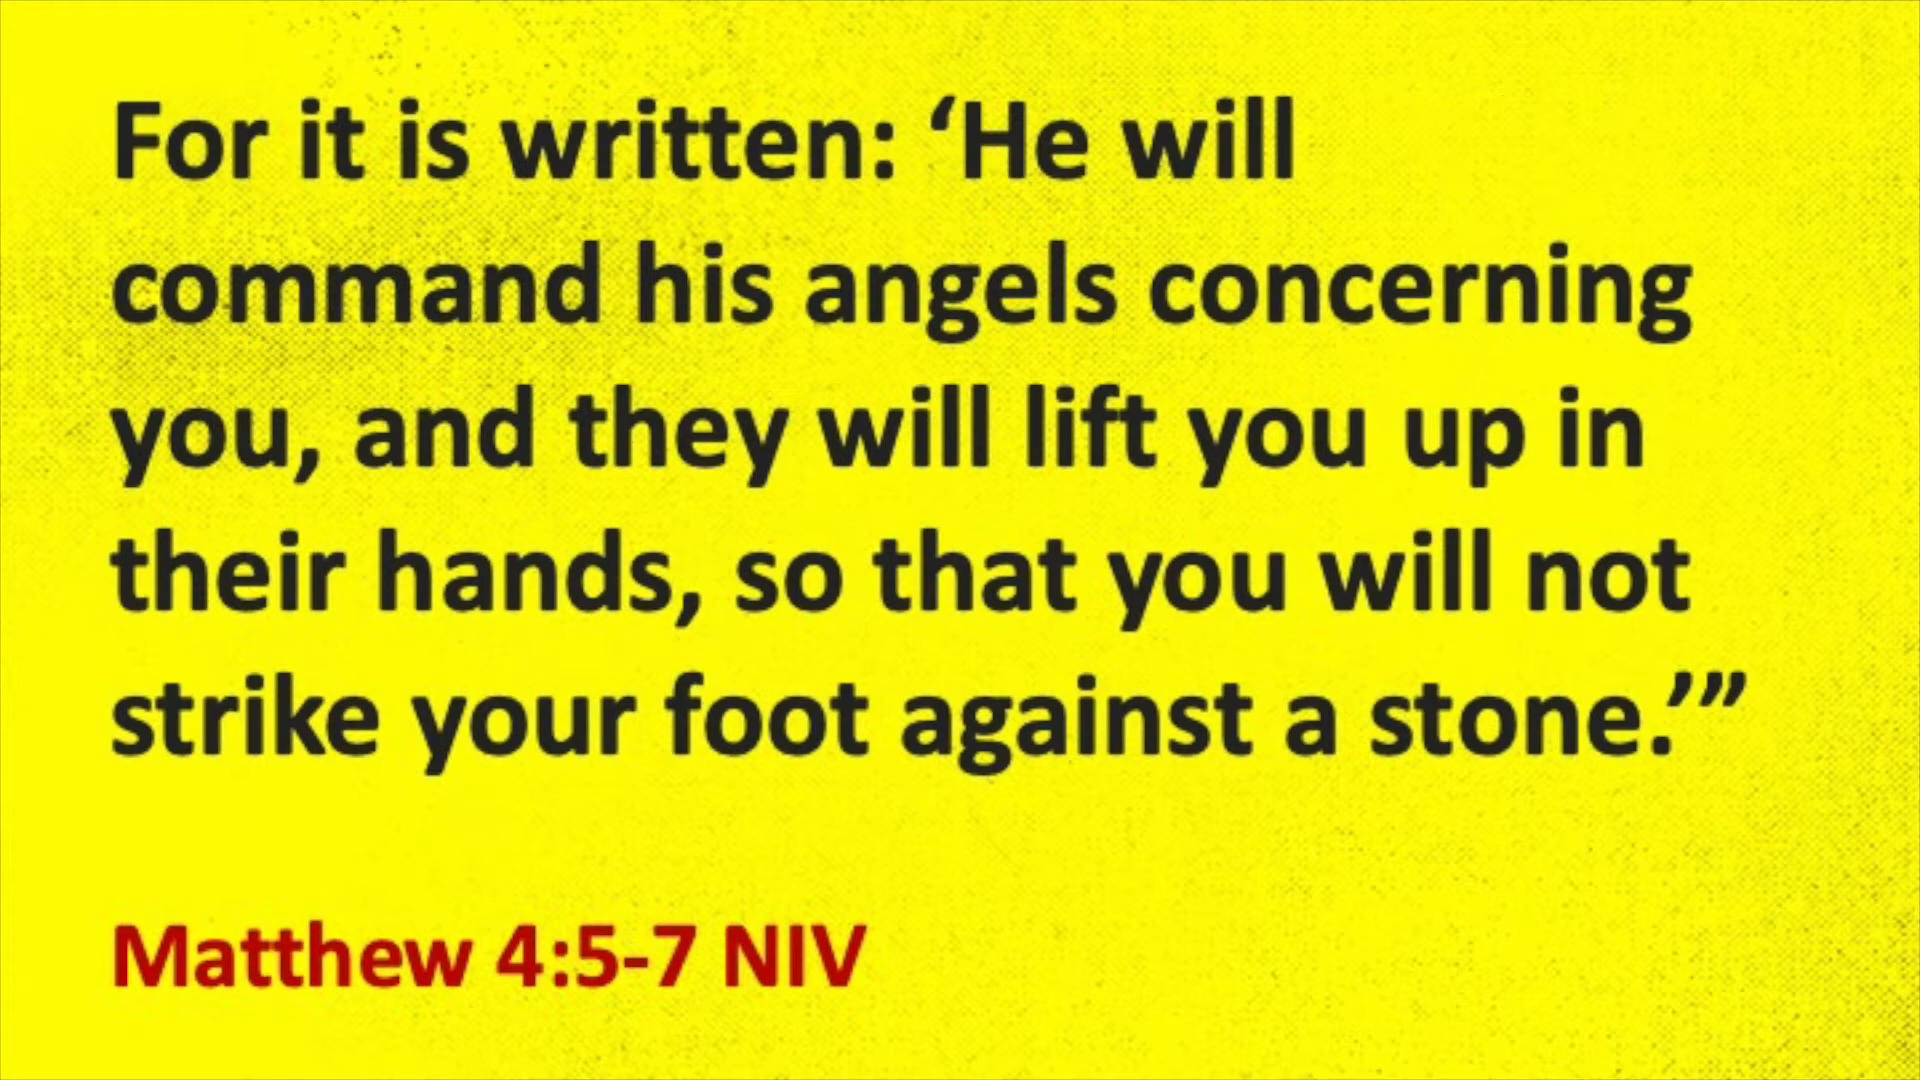 For it is written: ‘He will
command his angels concerning
you, and they will lift you up in
their hands, so that you will not
strike your foot against a stone.’”
Matthew 4:5-7 NIV